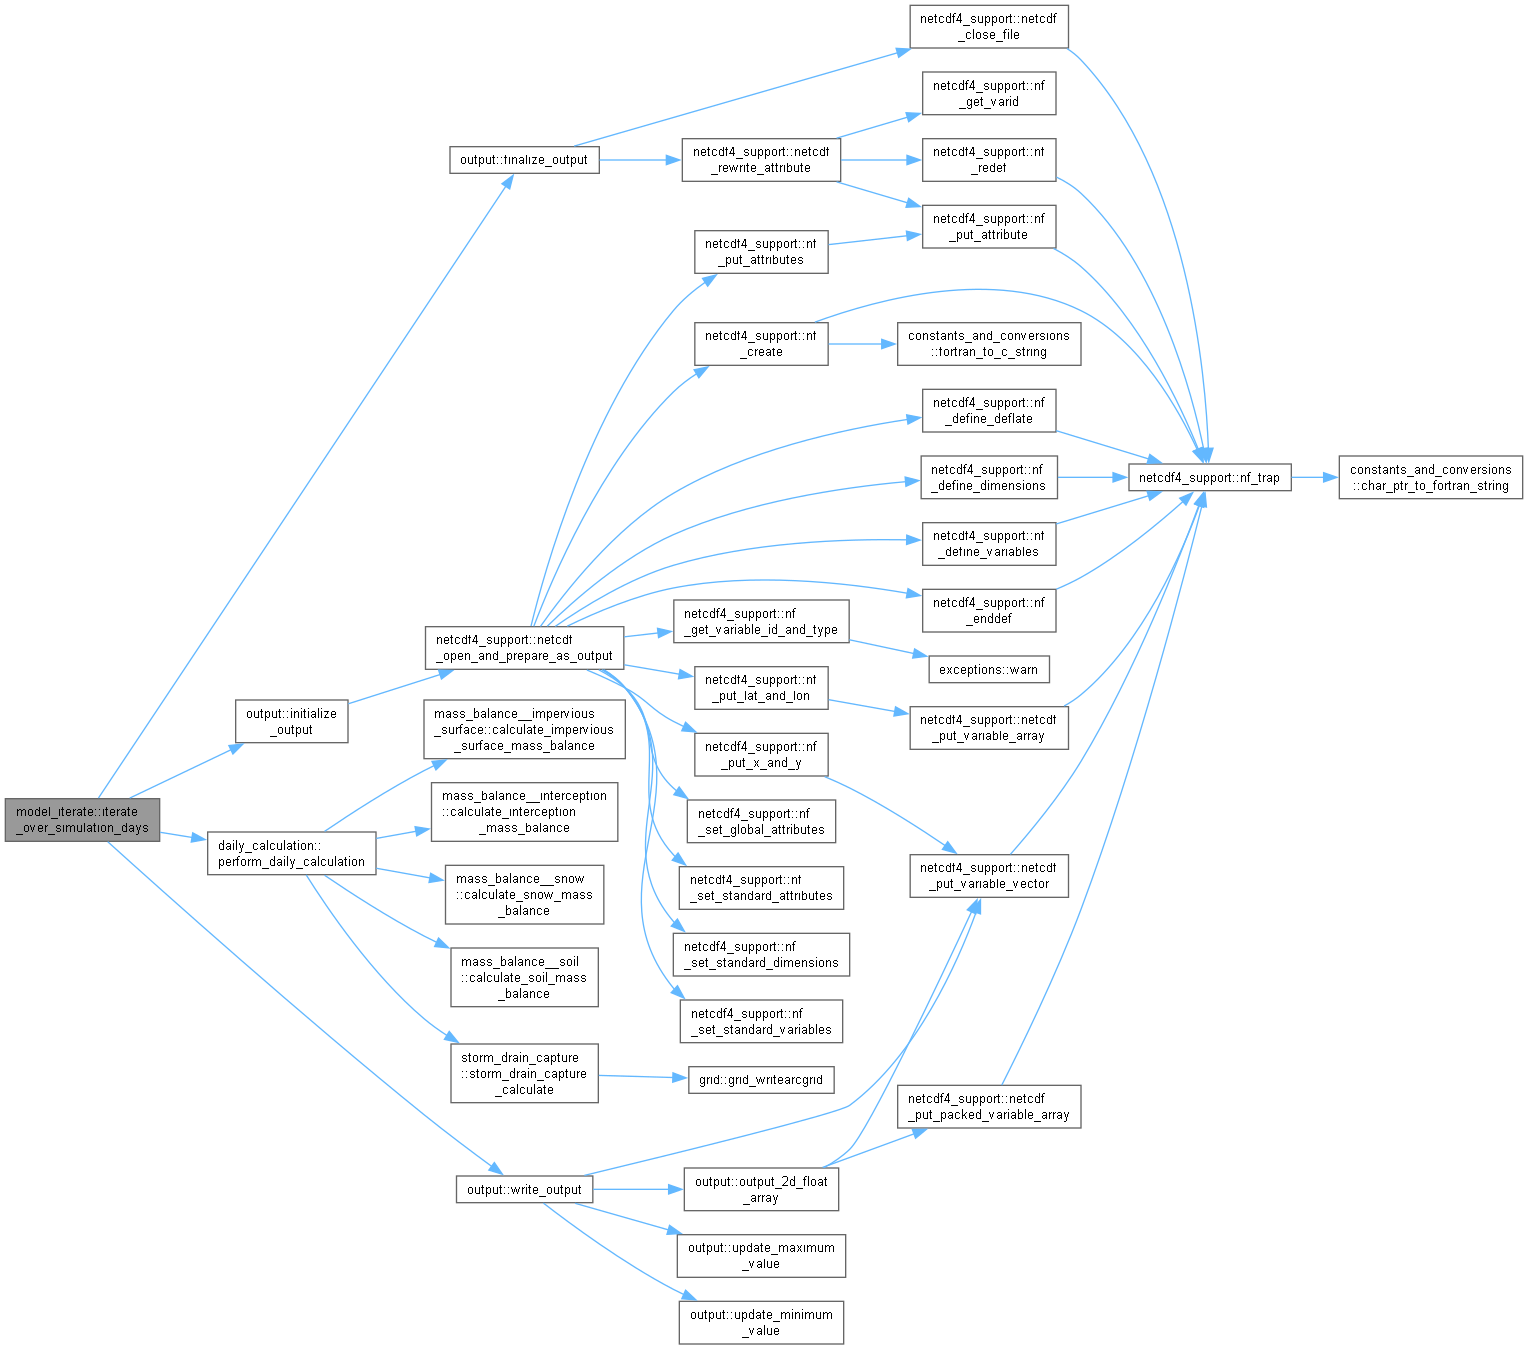 netcdf4_support::netcdf
_close_file
netcdf4_support::nf
_get_varid
output::finalize_output
netcdf4_support::netcdf
_rewrite_attribute
netcdf4_support::nf
_redef
netcdf4_support::nf
_put_attribute
netcdf4_support::nf
_put_attributes
netcdf4_support::nf
_create
constants_and_conversions
::fortran_to_c_string
netcdf4_support::nf
_define_deflate
netcdf4_support::nf
_define_dimensions
netcdf4_support::nf_trap
constants_and_conversions
::char_ptr_to_fortran_string
netcdf4_support::nf
_define_variables
netcdf4_support::nf
_enddef
netcdf4_support::netcdf
_open_and_prepare_as_output
netcdf4_support::nf
_get_variable_id_and_type
exceptions::warn
netcdf4_support::nf
_put_lat_and_lon
netcdf4_support::netcdf
_put_variable_array
output::initialize
_output
mass_balance__impervious
_surface::calculate_impervious
_surface_mass_balance
netcdf4_support::nf
_put_x_and_y
mass_balance__interception
::calculate_interception
_mass_balance
netcdf4_support::nf
_set_global_attributes
model_iterate::iterate
_over_simulation_days
daily_calculation::
perform_daily_calculation
mass_balance__snow
::calculate_snow_mass
_balance
netcdf4_support::nf
_set_standard_attributes
netcdf4_support::netcdf
_put_variable_vector
mass_balance__soil
::calculate_soil_mass
_balance
netcdf4_support::nf
_set_standard_dimensions
netcdf4_support::nf
_set_standard_variables
storm_drain_capture
::storm_drain_capture
_calculate
grid::grid_writearcgrid
netcdf4_support::netcdf
_put_packed_variable_array
output::write_output
output::output_2d_float
_array
output::update_maximum
_value
output::update_minimum
_value